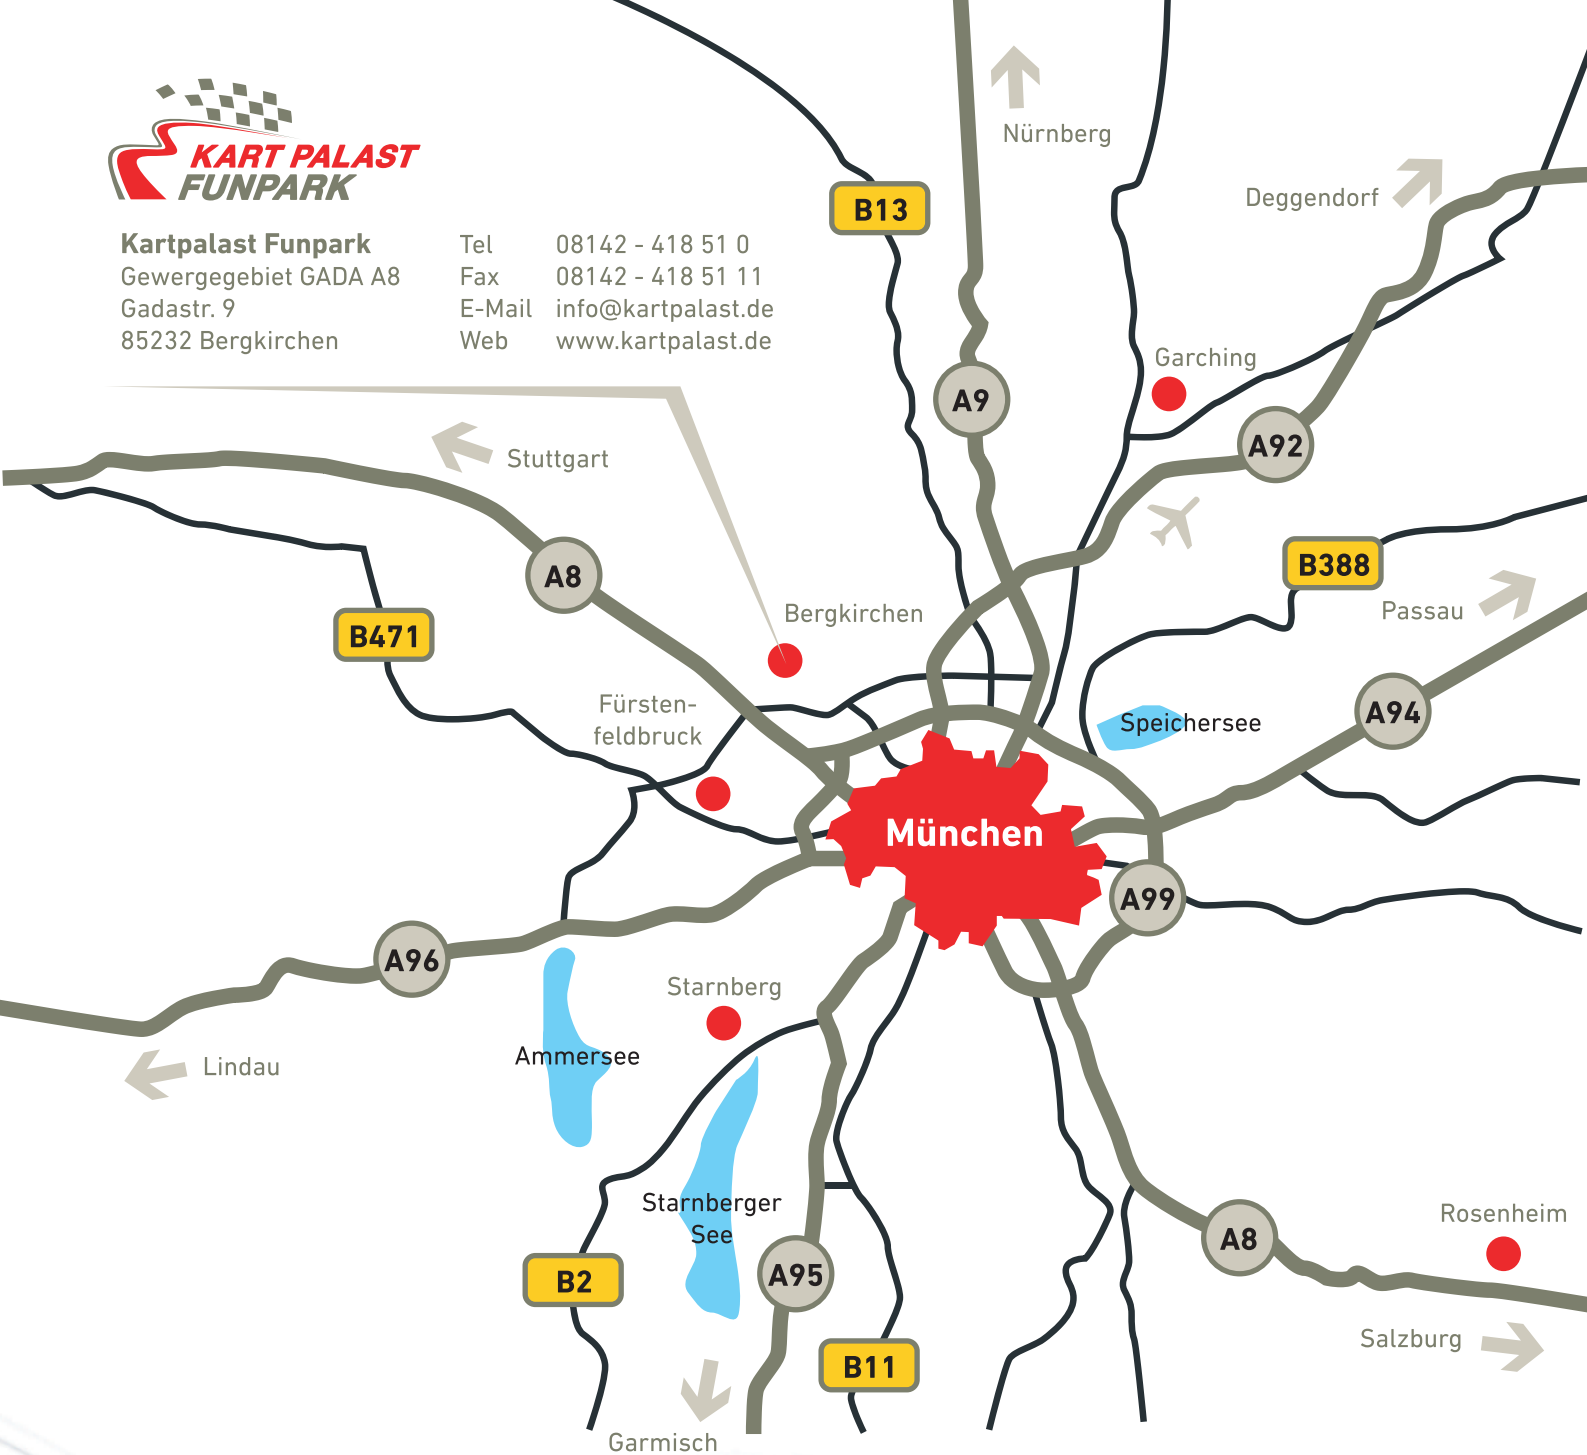 KART PALAST
FUNPARK
Kartpalast Funpark
Gewergegebiet GADA A8
Gadastr. 9
85232 Bergkirchen
Tel 08142 - 418 51 0
Fax 08142 - 418 51 11
E-Mail info@kartpalast.de
Web www.kartpalast.de
Nürnberg
Deggendorf
B13
Garching
A9
A92
Stuttgart
A8
B388
Passau
B471
Bergkirchen
Fürsten-
feldbruck
Speichersee
A94
München
A99
A96
Starnberg
Lindau
Ammersee
Starnberger
See
Rosenheim
A8
A95
B2
Salzburg
B11
Garmisch